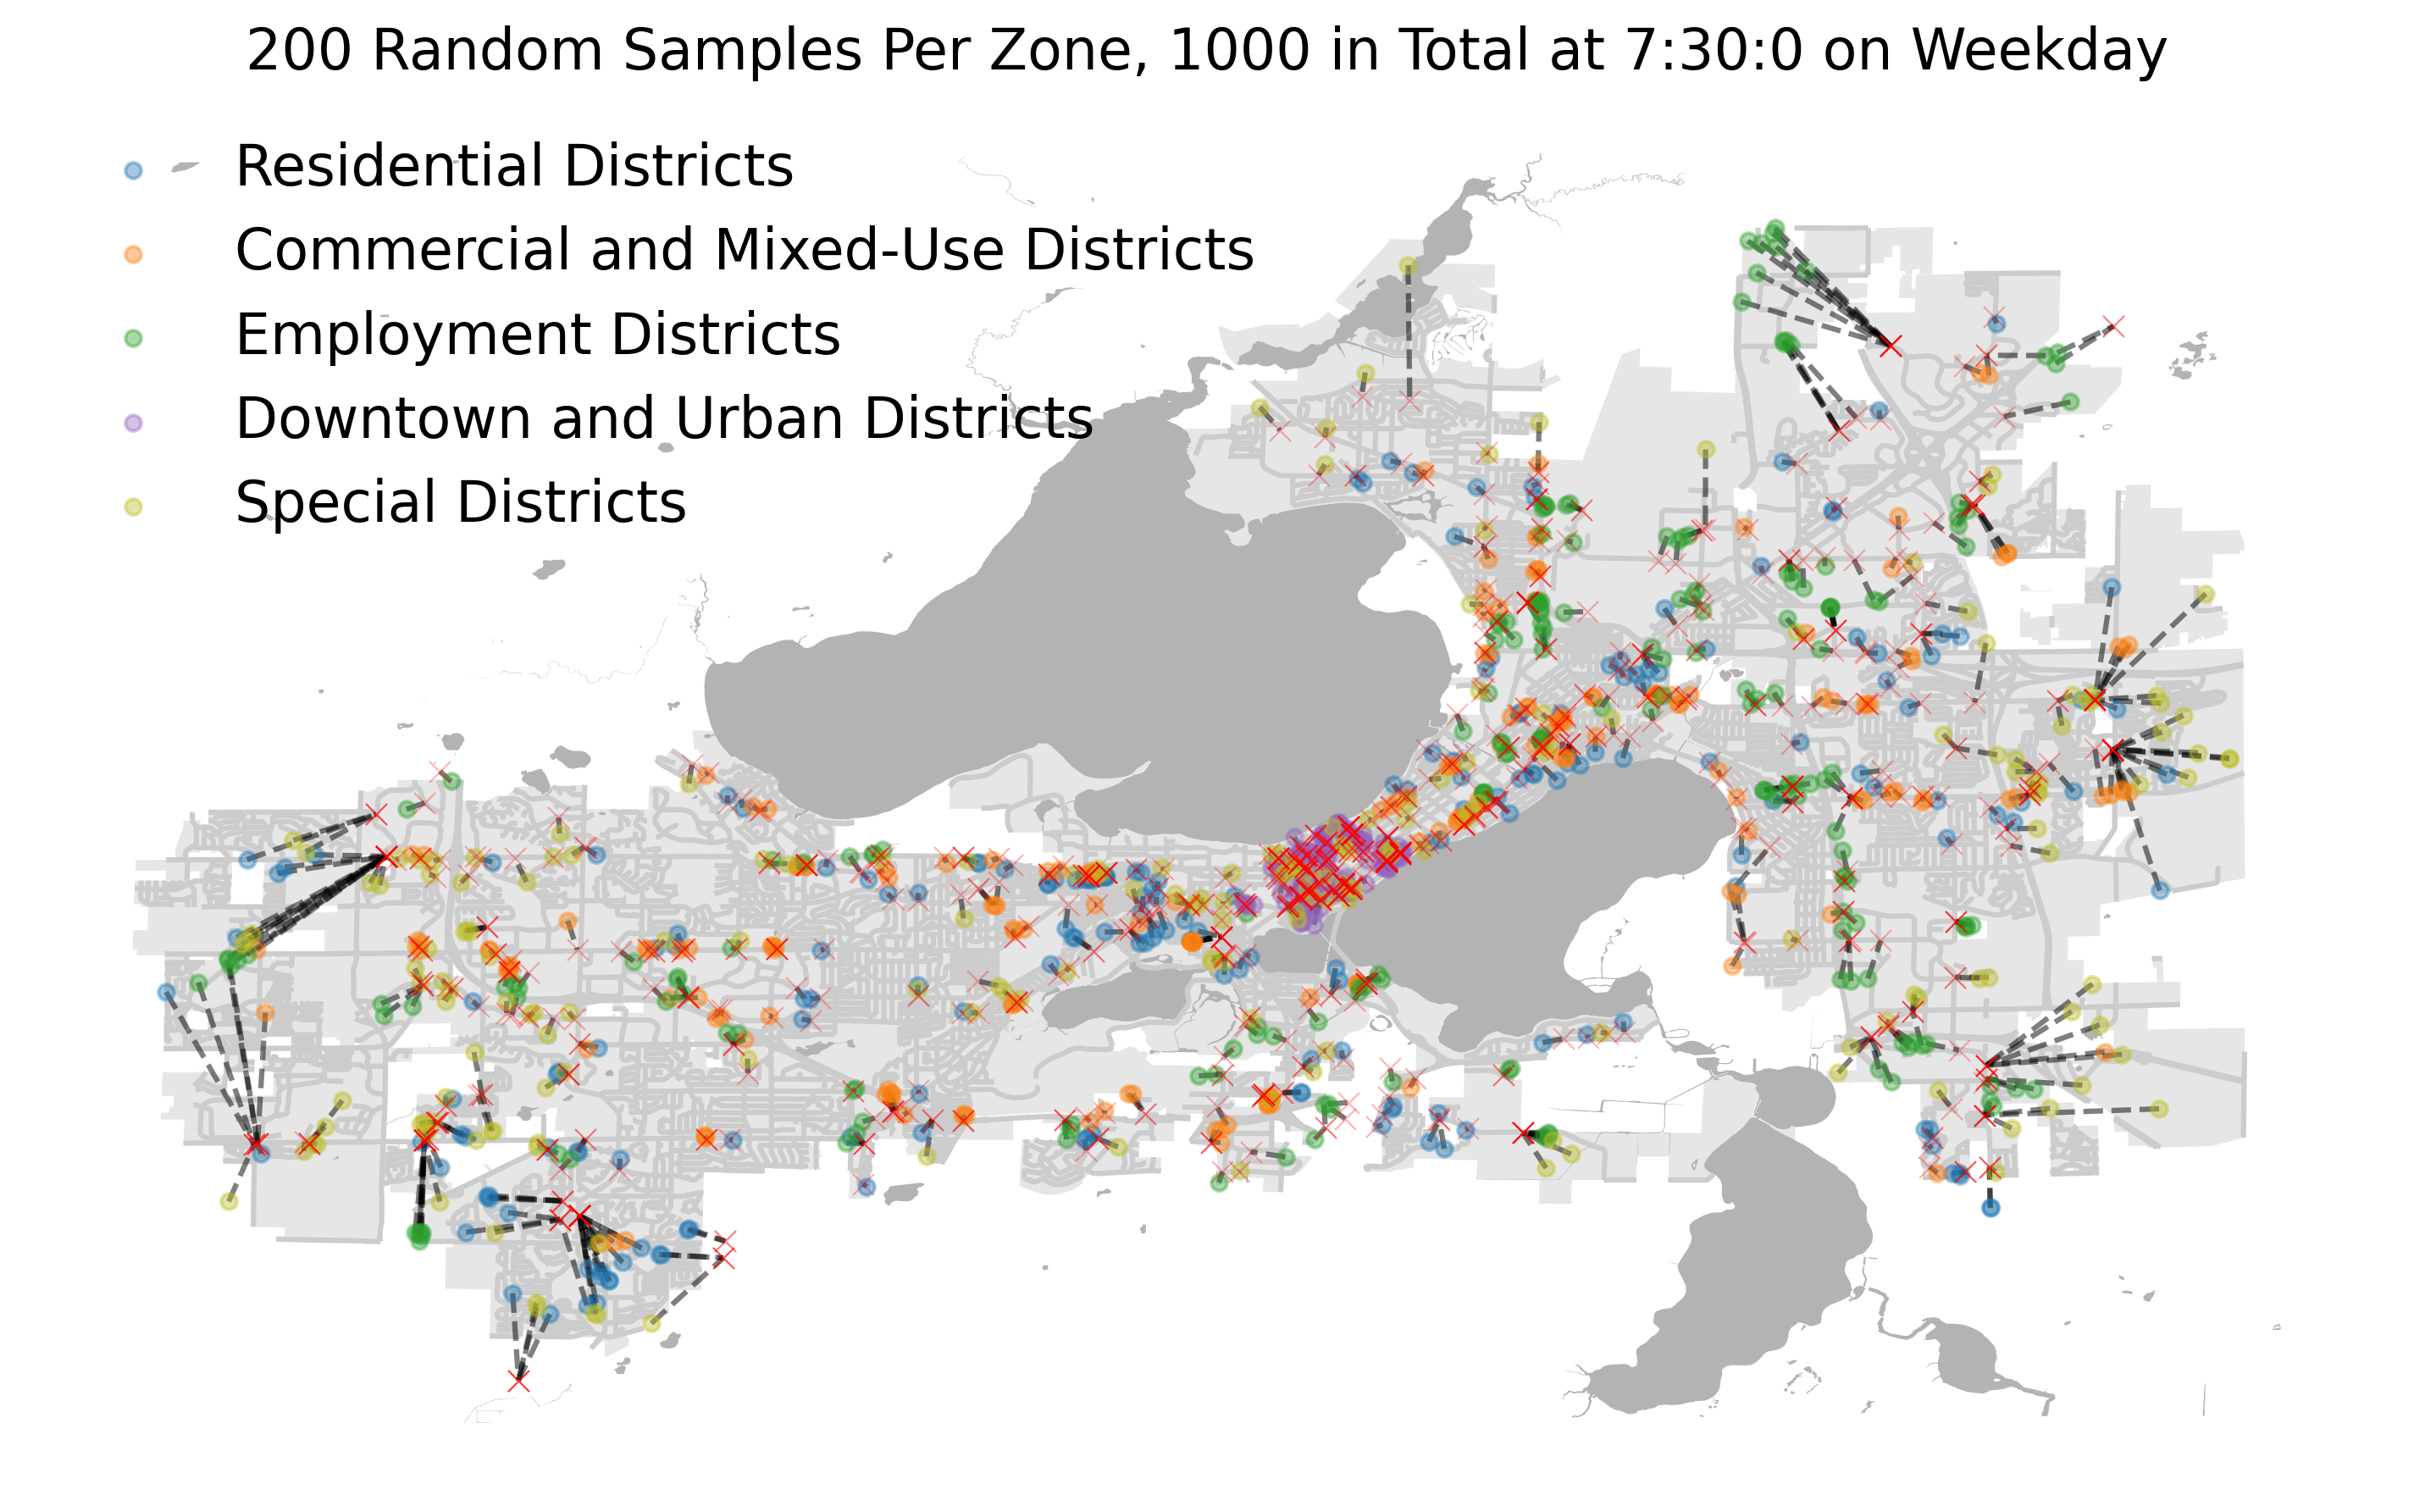 200 Random Samples Per Zone, 1000 in Total at 7:30:0 on Weekday
Residential Districts
Commercial and Mixed-Use Districts
Employment Districts
Downtown and Urban Districts
Special Districts